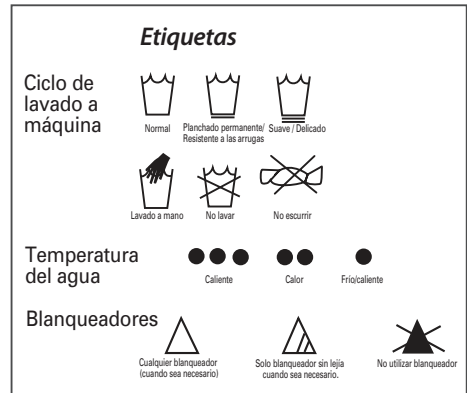 Etiquetas
Ciclo de
lavado a
máquina
Normal
Planchado permanente/
Resistente a las arrugas
Suave / Delicado
Lavado a mano
No lavar
No escurrir
Temperatura
del agua
Caliente
Calor
Frío/caliente
Blanqueadores
Cualquier blanqueador
(cuando sea necesario)
Solo blanqueador sin lejía
cuando sea necesario.
No utilizar blanqueador